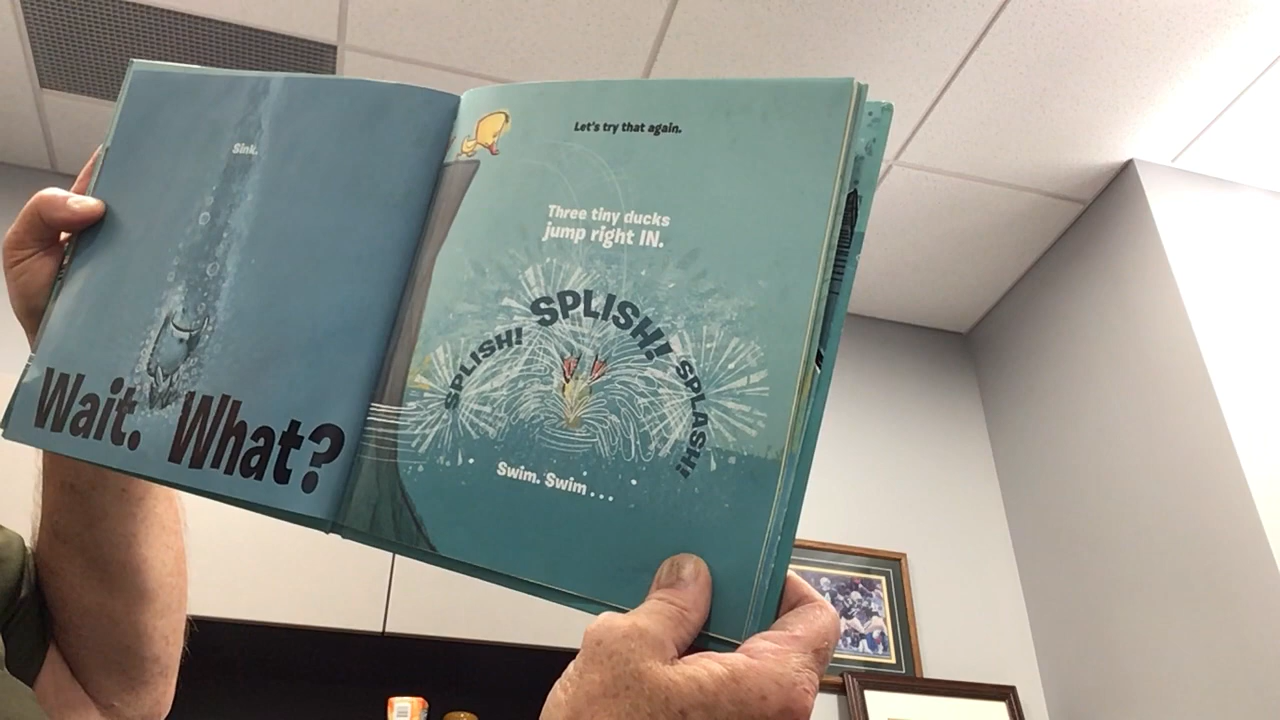 Sink.
Wait. What?
Let's try that again.
Three tiny ducks
jump right IN.
SPLISH! SPLISH! SPLASH!
Swim. Swim...